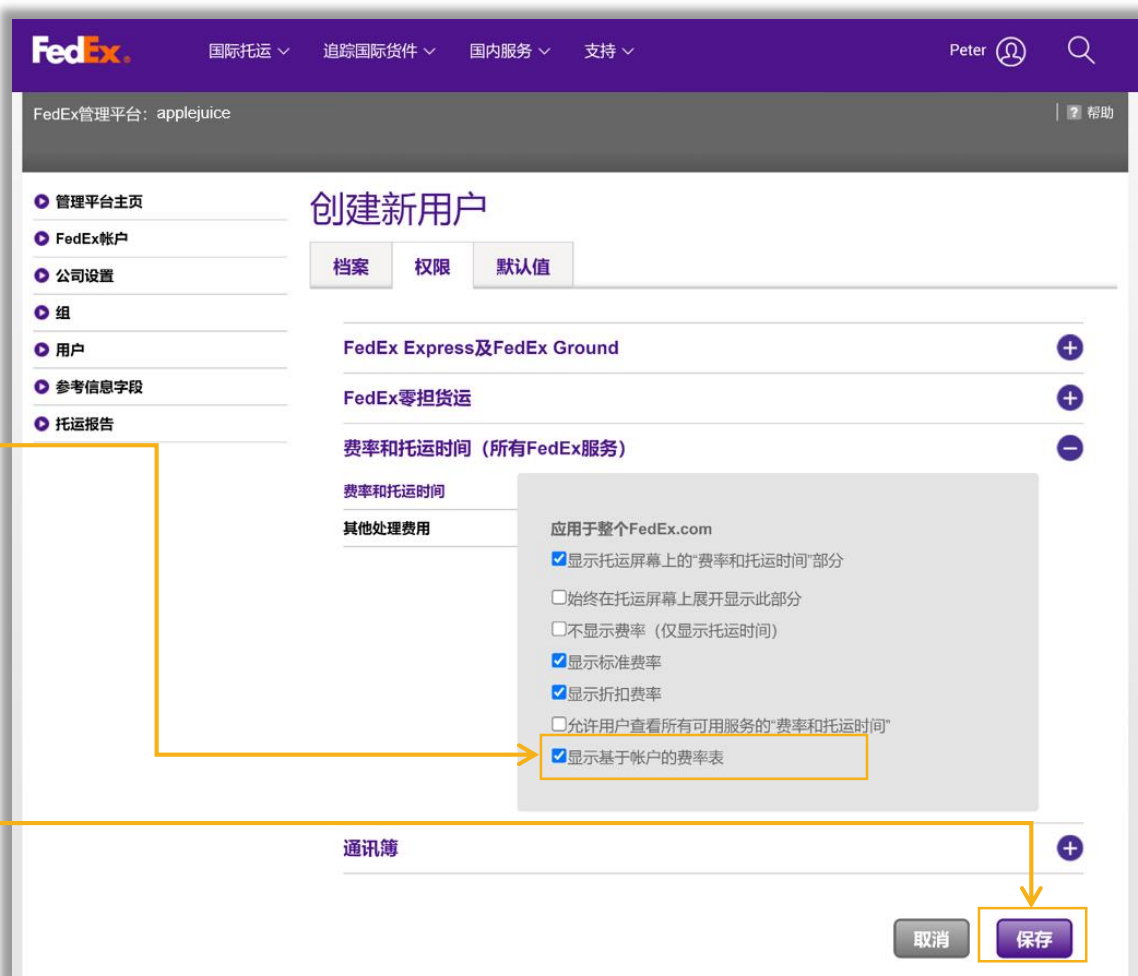 FedEx. 国际托运 追踪国际货件 国内服务 支持 Peter
FedEx管理平台：applejuice ? 帮助
管理平台主页
FedEx帐户
公司设置
组
用户
参考信息字段
托运报告
创建新用户
档案 权限 默认值
FedEx Express及FedEx Ground
FedEx零担货运
费率和托运时间（所有FedEx服务）
费率和托运时间
其他处理费用
应用于整个FedEx.com
显示托运屏幕上的“费率和托运时间”部分
始终在托运屏幕上展开显示此部分
不显示费率（仅显示托运时间）
显示标准费率
显示折扣费率
允许用户查看所有可用服务的“费率和托运时间”
显示基于帐户的费率表
通讯簿
取消 保存